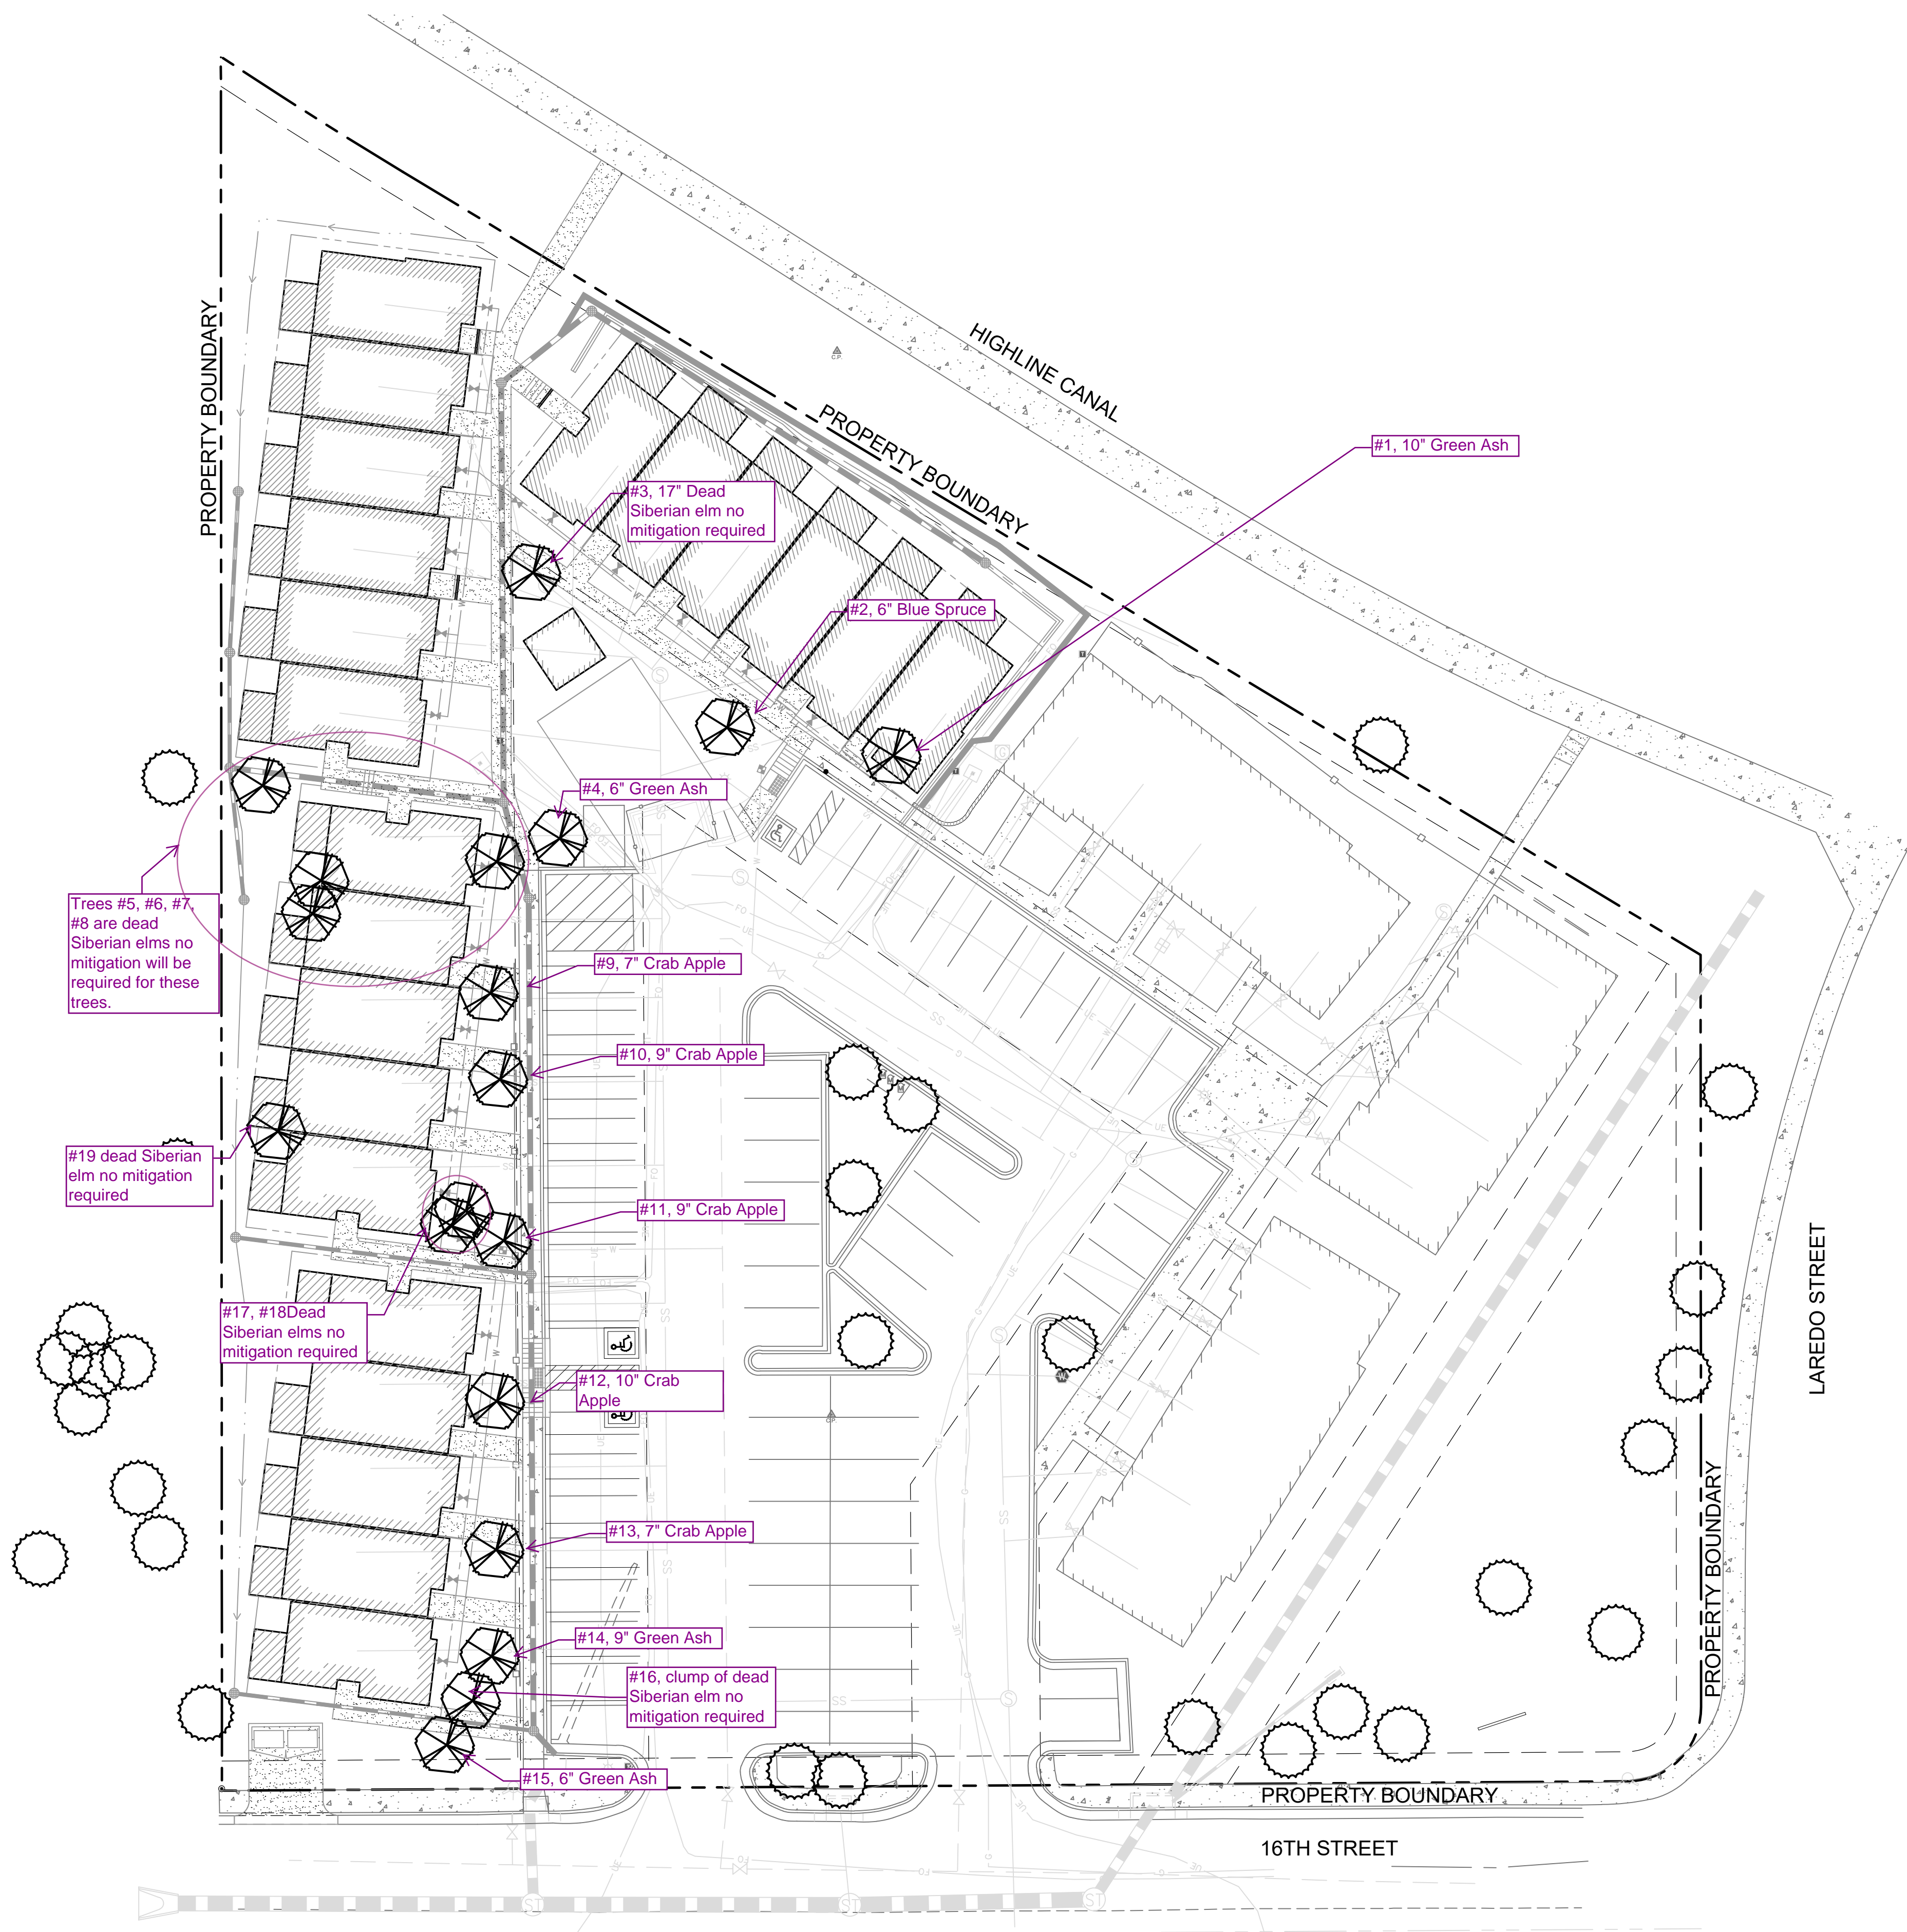 HIGHLINE CANAL
PROPERTY BOUNDARY
PROPERTY BOUNDARY
C.P.
#1, 10" Green Ash
#3, 17" Dead
Siberian elm no
mitigation required
#2, 6" Blue Spruce
#4, 6" Green Ash
Trees #5, #6, #7,
#8 are dead
Siberian elms no
mitigation will be
required for these
trees.
#9, 7" Crab Apple
#10, 9" Crab Apple
#19 dead Siberian
elm no mitigation
required
#11, 9" Crab Apple
#17, #18Dead
Siberian elms no
mitigation required
#12, 10" Crab
Apple
#13, 7" Crab Apple
#14, 9" Green Ash
#16, clump of dead
Siberian elm no
mitigation required
#15, 6" Green Ash
LAREDO STREET
PROPERTY BOUNDARY
PROPERTY BOUNDARY
16TH STREET
ST
ST
ST